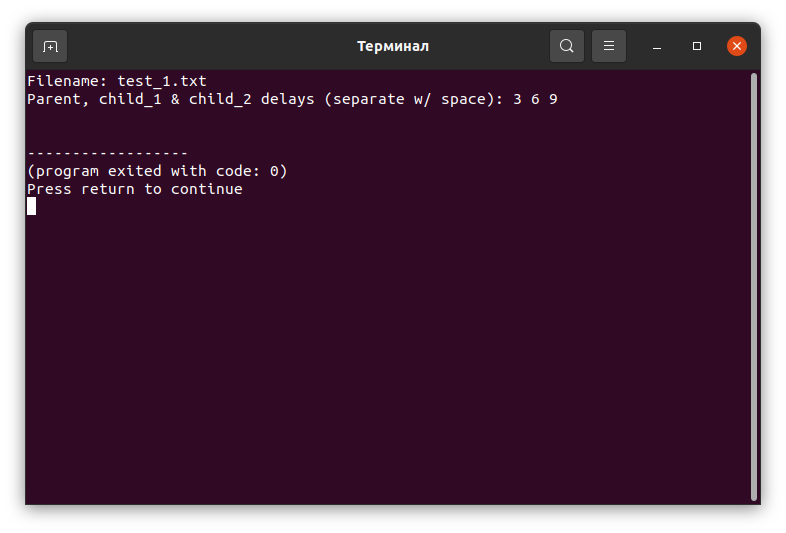 Терминал
Filename: test_1.txt
Parent, child_1 & child_2 delays (separate w/ space): 3 6 9
------------------
(program exited with code: 0)
Press return to continue